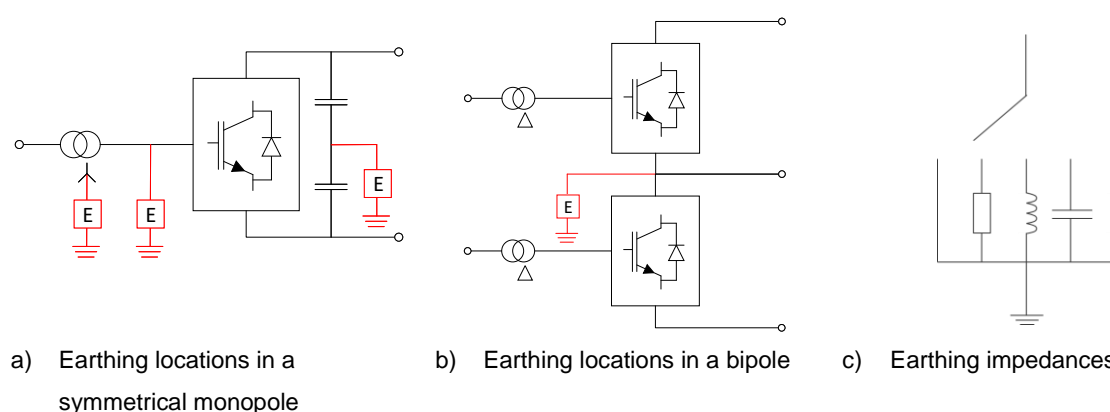 E
E
E
E
a) Earthing locations in a
symmetrical monopole
b) Earthing locations in a bipole
c) Earthing impedances